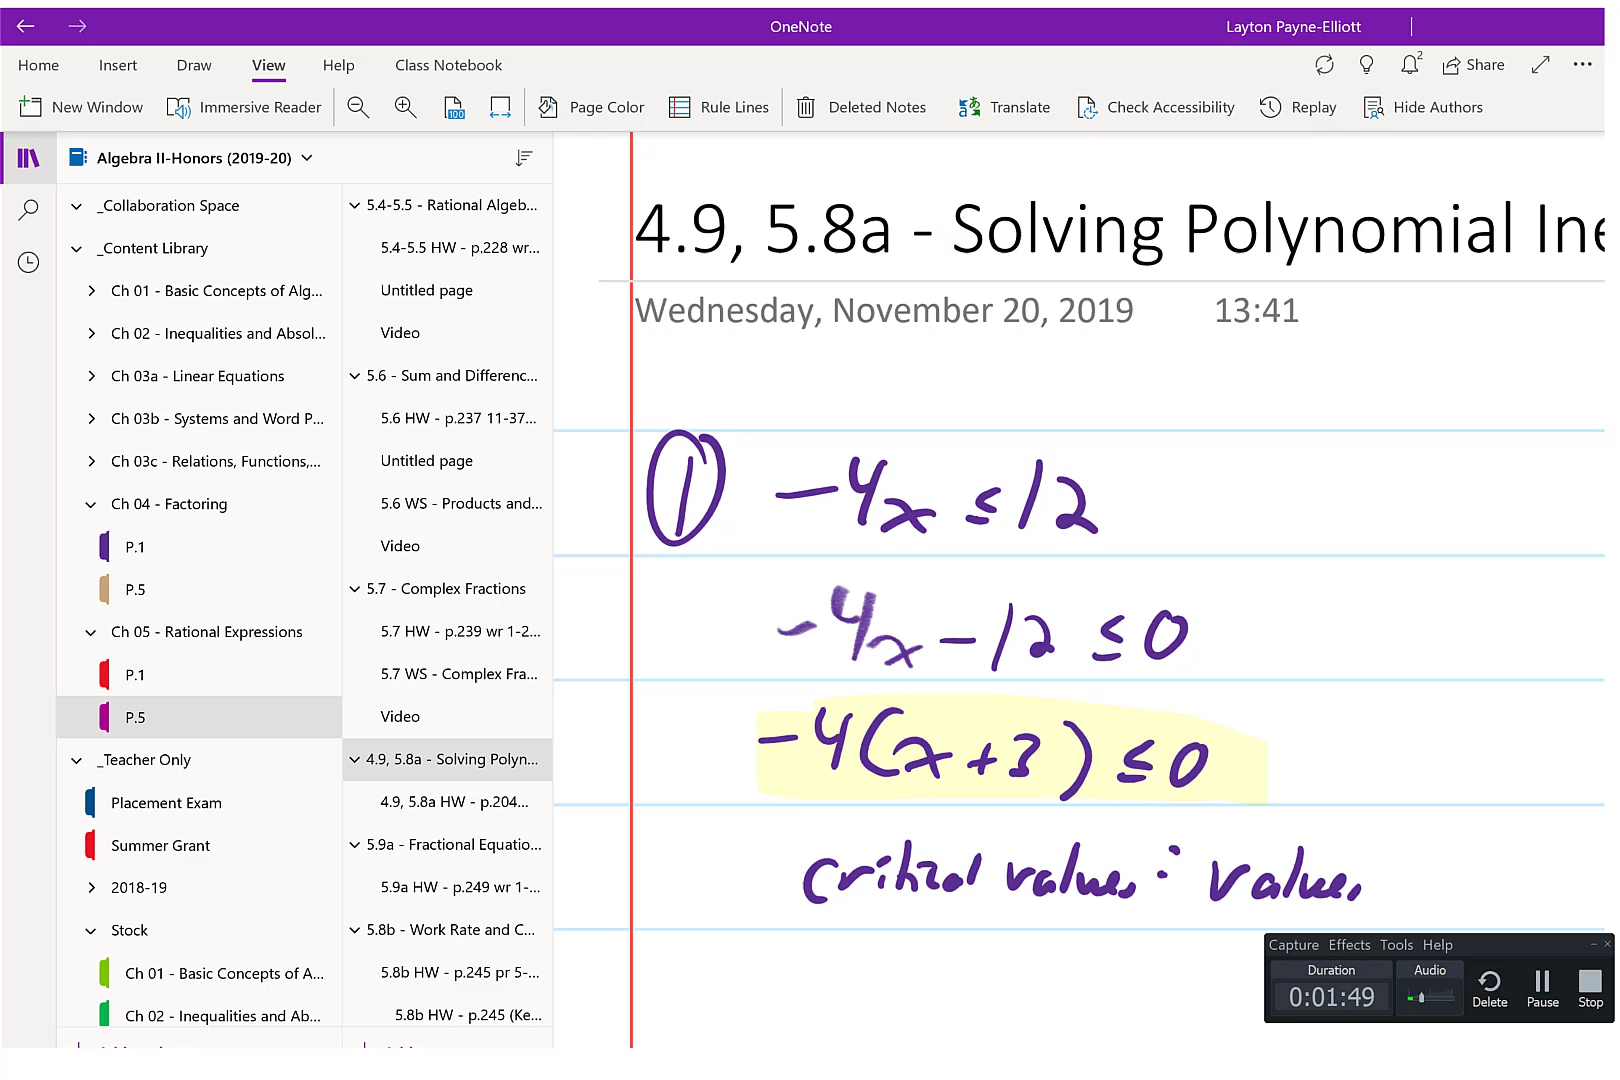 OneNote
Layton Payne-Elliott
Home Insert Draw View Help Class Notebook
2 Share
New Window Immersive Reader 100 Page Color Rule Lines Deleted Notes Translate Check Accessibility Replay Hide Authors
Algebra II-Honors (2019-20)
_Collaboration Space
_Content Library
Ch 01 - Basic Concepts of Alg...
Ch 02 - Inequalities and Absol...
Ch 03a - Linear Equations
Ch 03b - Systems and Word P...
Ch 03c - Relations, Functions,...
Ch 04 - Factoring
P.1
P.5
Ch 05 - Rational Expressions
P.1
P.5
_Teacher Only
Placement Exam
Summer Grant
2018-19
Stock
Ch 01 - Basic Concepts of A...
Ch 02 - Inequalities and Ab...
5.4-5.5 - Rational Algeb...
5.4-5.5 HW - p.228 wr...
Untitled page
Video
5.6 - Sum and Differenc...
5.6 HW - p.237 11-37...
Untitled page
5.6 WS - Products and...
Video
5.7 - Complex Fractions
5.7 HW - p.239 wr 1-2...
5.7 WS - Complex Fra...
Video
4.9, 5.8a - Solving Polyn...
4.9, 5.8a HW - p.204...
5.9a - Fractional Equatio...
5.9a HW - p.249 wr 1-...
5.8b - Work Rate and C...
5.8b HW - p.245 pr 5-...
5.8b HW - p.245 (Ke...
4.9, 5.8a - Solving Polynomial Ine
Wednesday, November 20, 2019 13:41
1 -4x ≤ 12
-4x - 12 ≤ 0
-4(x+3) ≤ 0
critical values: values
Capture Effects Tools Help
Duration Audio
0:01:49 Delete Pause Stop